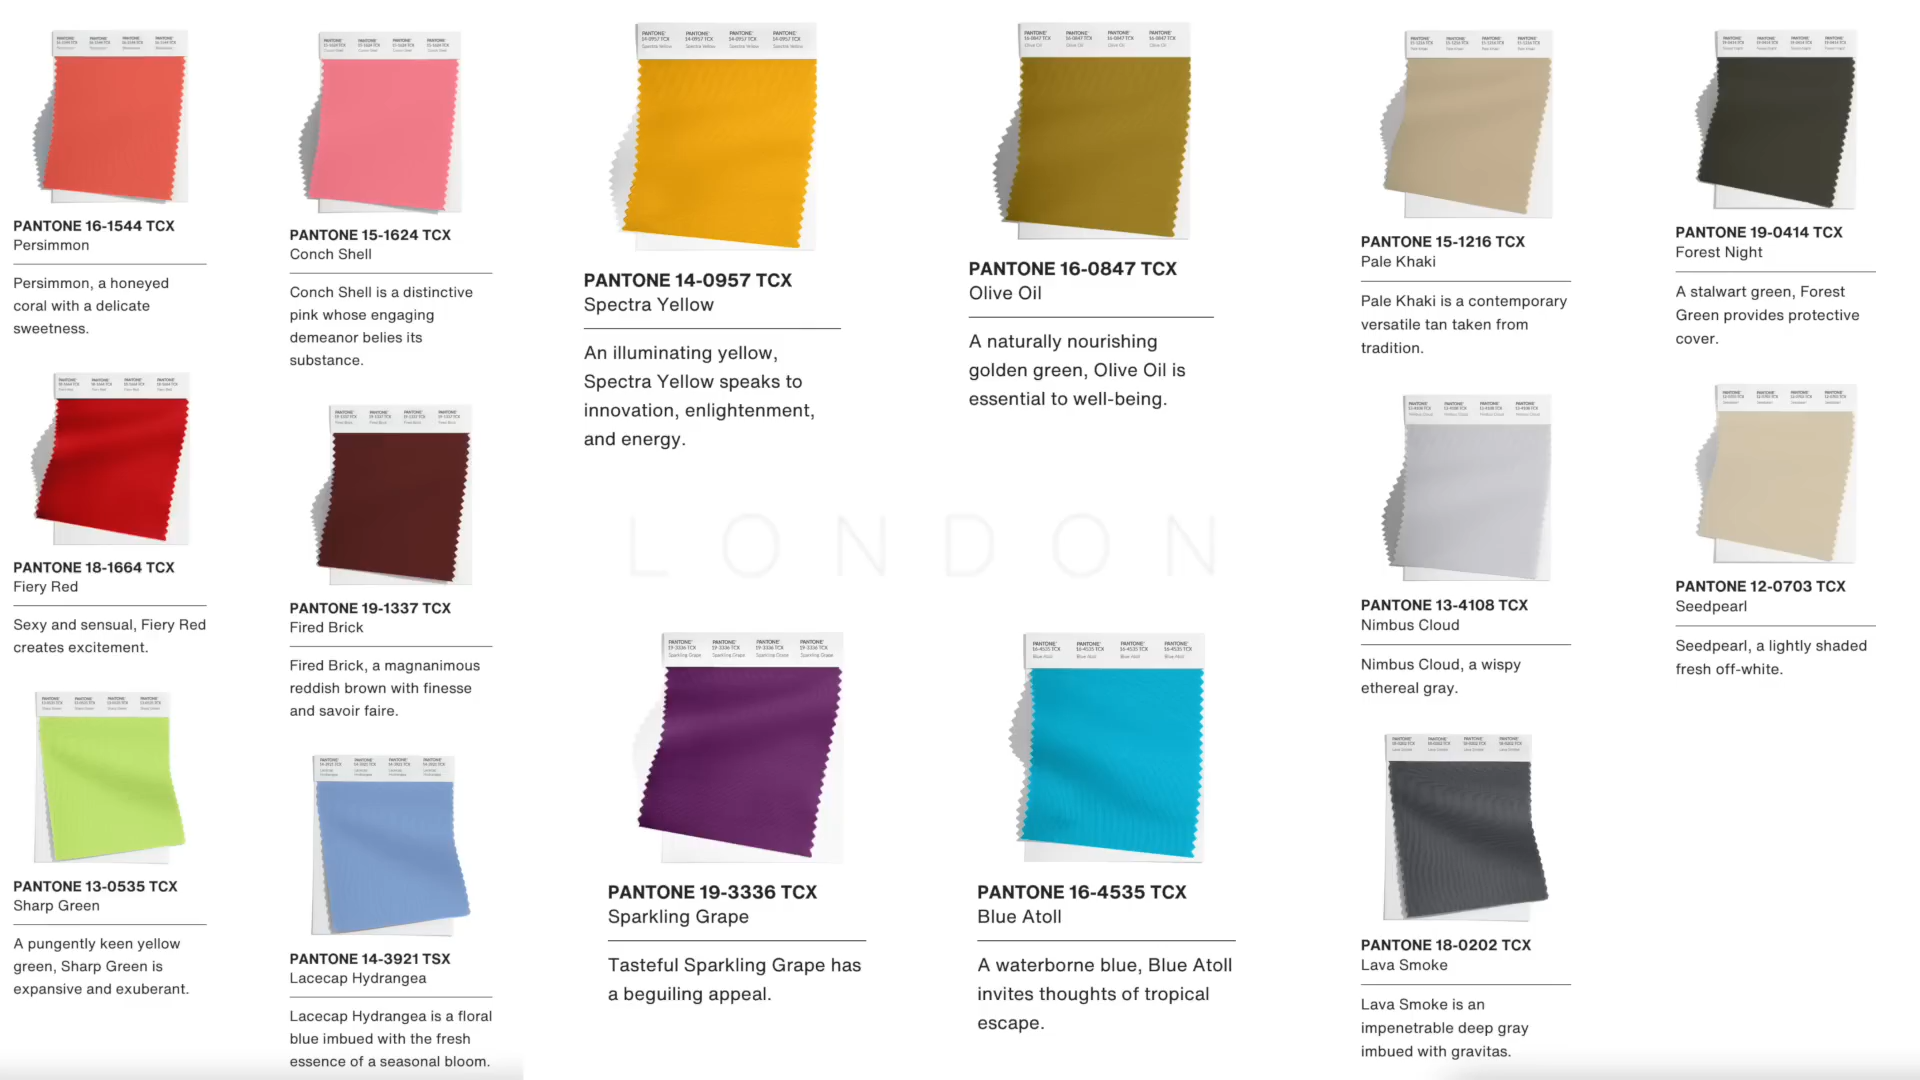 PANTONE 16-1544 TCX
Persimmon
Persimmon, a honeyed
coral with a delicate
sweetness.
PANTONE 18-1664 TCX
Fiery Red
Sexy and sensual, Fiery Red
creates excitement.
PANTONE 13-0535 TCX
Sharp Green
A pungently keen yellow
green, Sharp Green is
expansive and exuberant.
PANTONE 15-1624 TCX
Conch Shell
Conch Shell is a distinctive
pink whose engaging
demeanor belies its
substance.
PANTONE 19-1337 TCX
Fired Brick
Fired Brick, a magnanimous
reddish brown with finesse
and savoir faire.
PANTONE 14-3921 TSX
Lacecap Hydrangea
Lacecap Hydrangea is a floral
blue imbued with the fresh
essence of a seasonal bloom.
PANTONE 14-0957 TCX
Spectra Yellow
An illuminating yellow,
Spectra Yellow speaks to
innovation, enlightenment,
and energy.
PANTONE 16-0847 TCX
Olive Oil
A naturally nourishing
golden green, Olive Oil is
essential to well-being.
LONDON
PANTONE 19-3336 TCX
Sparkling Grape
Tasteful Sparkling Grape has
a beguiling appeal.
PANTONE 16-4535 TCX
Blue Atoll
A waterborne blue, Blue Atoll
invites thoughts of tropical
escape.
PANTONE 15-1216 TCX
Pale Khaki
Pale Khaki is a contemporary
versatile tan taken from
tradition.
PANTONE 13-4108 TCX
Nimbus Cloud
Nimbus Cloud, a wispy
ethereal gray.
PANTONE 18-0202 TCX
Lava Smoke
Lava Smoke is an
impenetrable deep gray
imbued with gravitas.
PANTONE 19-0414 TCX
Forest Night
A stalwart green, Forest
Green provides protective
cover.
PANTONE 12-0703 TCX
Seedpearl
Seedpearl, a lightly shaded
fresh off-white.